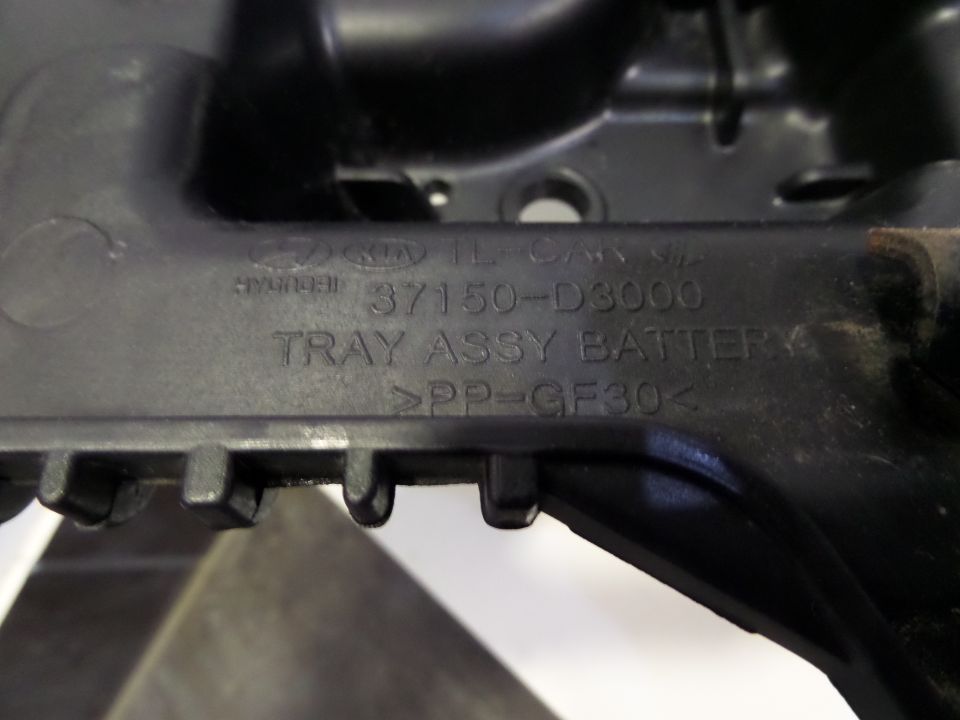 KIA TL-CAR
HYUNDAI
37150-D3000
TRAY ASSY BATTERY
>PP-GF30<